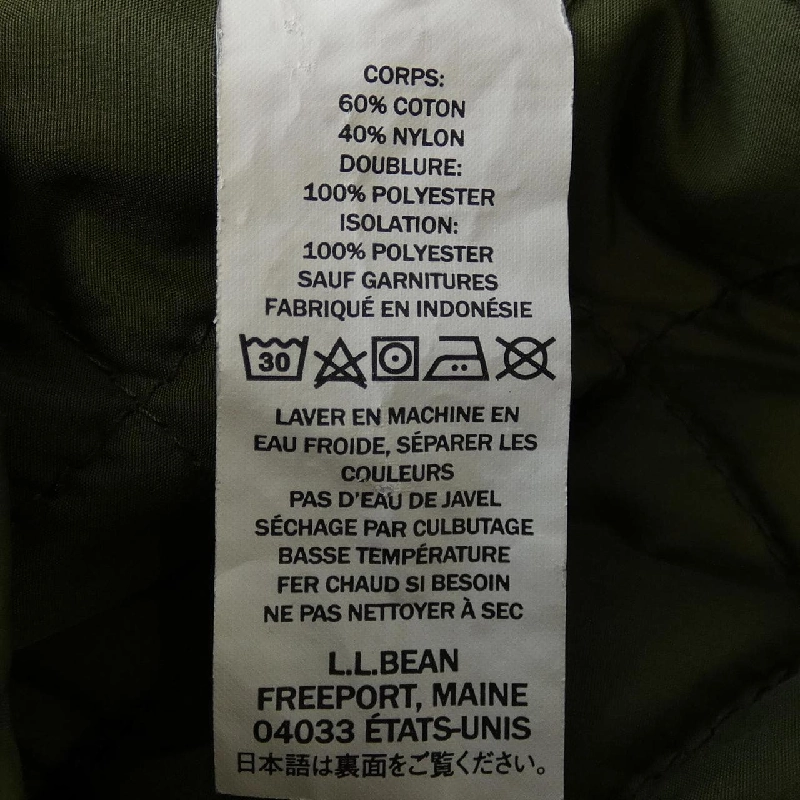 CORPS:
60% COTON
40% NYLON
DOUBLURE:
100% POLYESTER
ISOLATION:
100% POLYESTER
SAUF GARNITURES
FABRIQUÉ EN INDONÉSIE
30
LAVER EN MACHINE EN
EAU FROIDE, SÉPARER LES
COULEURS
PAS D'EAU DE JAVEL
SÉCHAGE PAR CULBUTAGE
BASSE TEMPÉRATURE
FER CHAUD SI BESOIN
NE PAS NETTOYER À SEC
L.L.BEAN
FREEPORT, MAINE
04033 ÉTATS-UNIS
日本語は裏面をご覧ください。